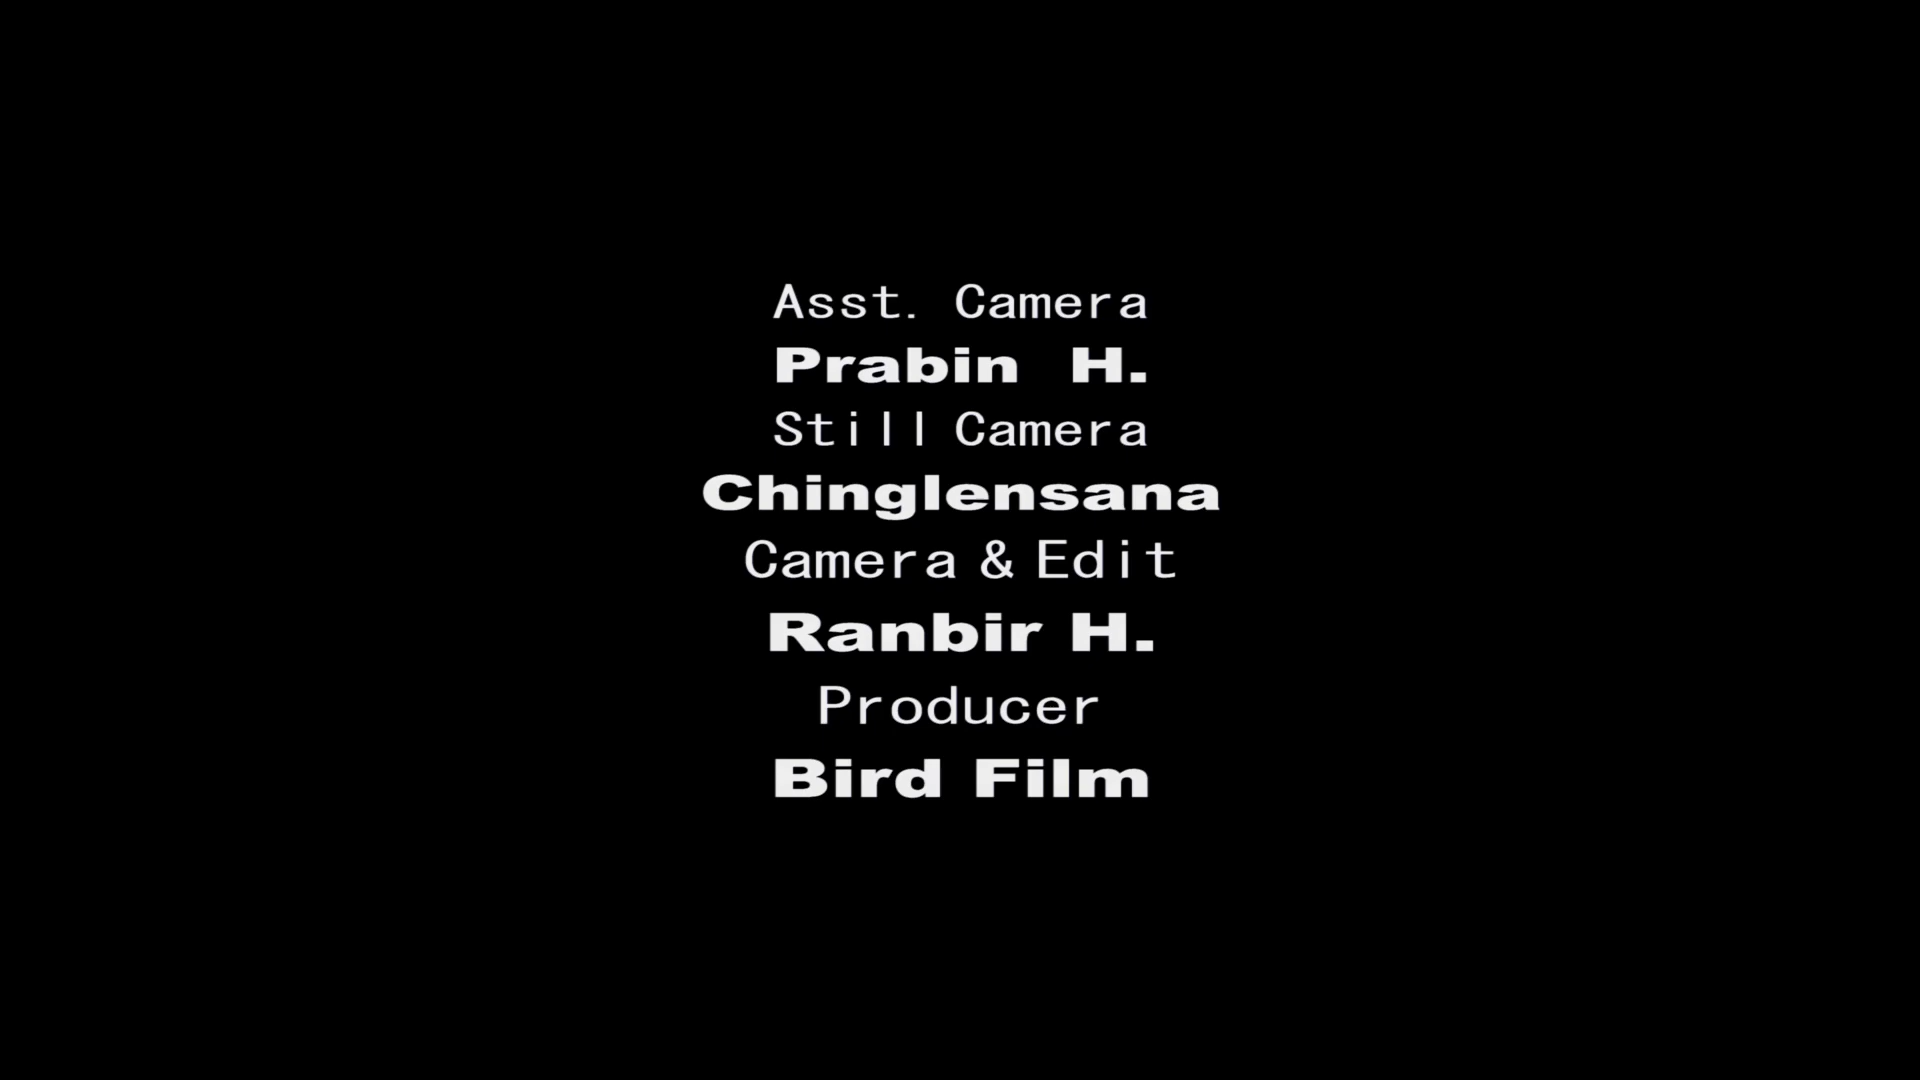 Asst. Camera
Prabin H.
Still Camera
Chinglensana
Camera & Edit
Ranbir H.
Producer
Bird Film